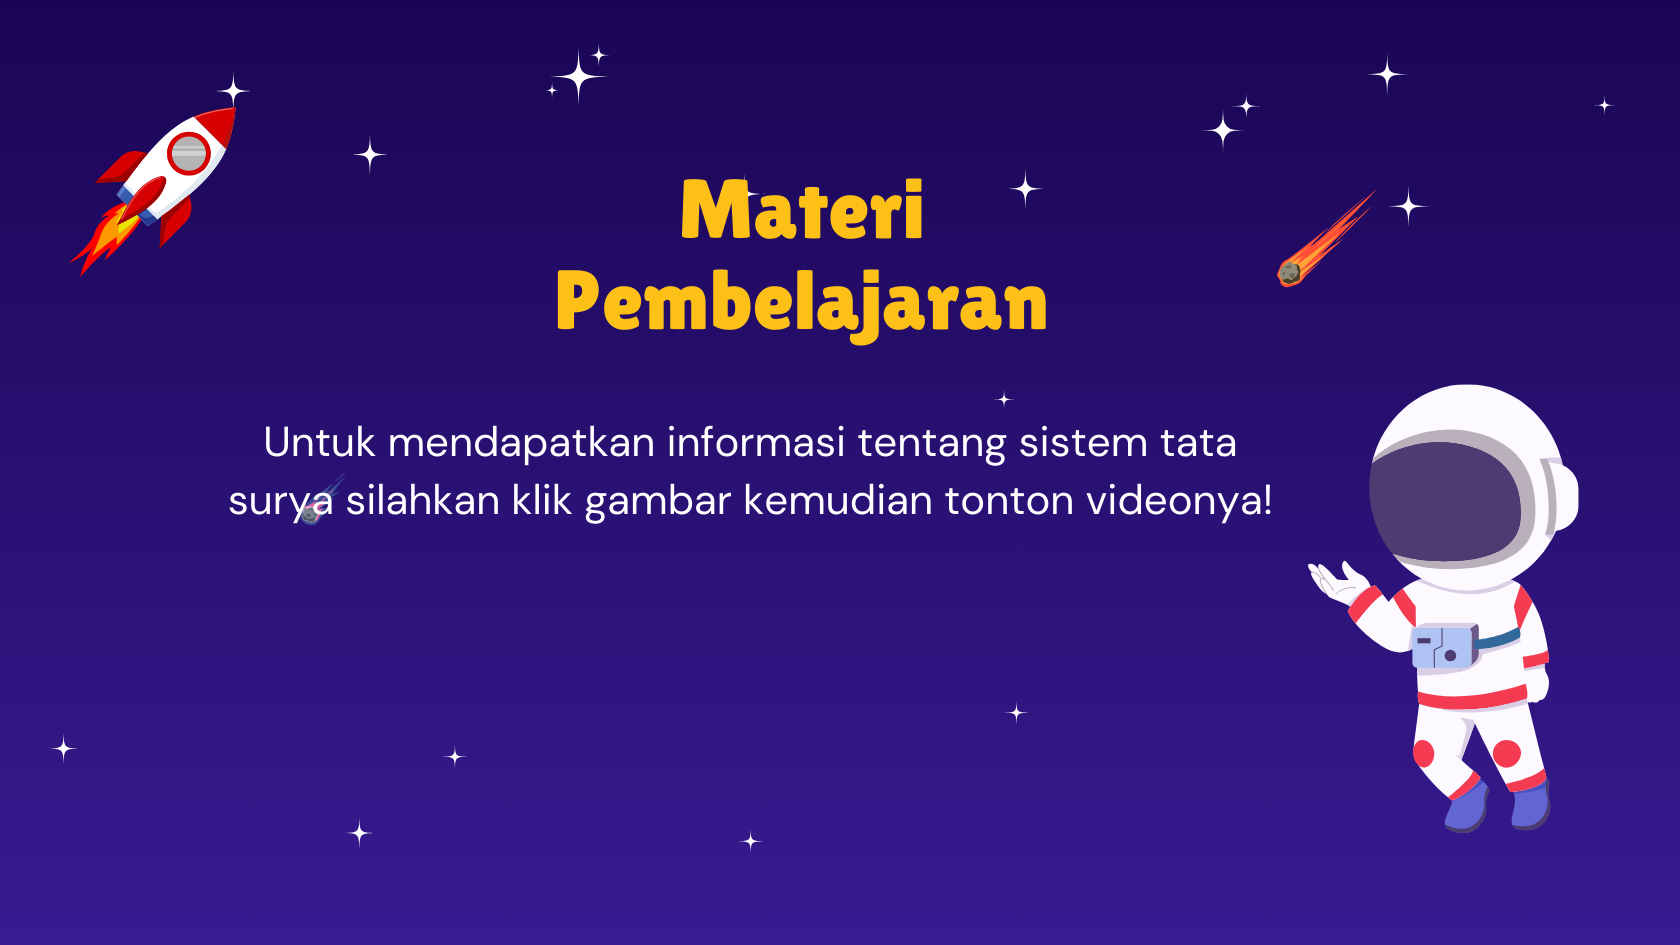 Materi
Pembelajaran
Untuk mendapatkan informasi tentang sistem tata
surya silahkan klik gambar kemudian tonton videonya!